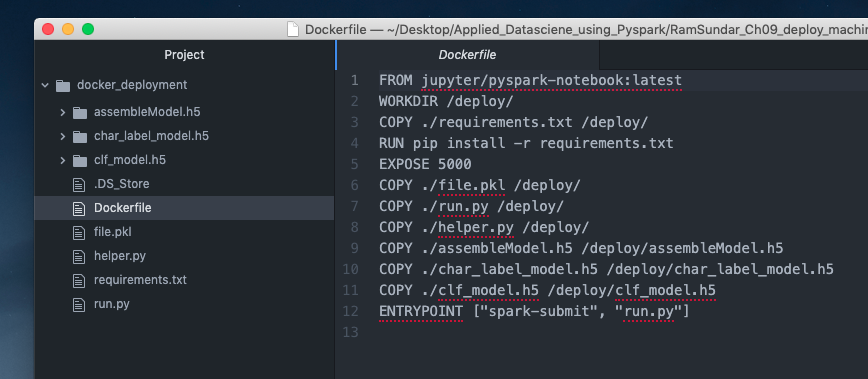 Dockerfile — ~/Desktop/Applied_Datasciene_using_Pyspark/RamSundar_Ch09_deploy_machin
Project
docker_deployment
assembleModel.h5
char_label_model.h5
clf_model.h5
.DS_Store
Dockerfile
file.pkl
helper.py
requirements.txt
run.py
Dockerfile
1 FROM jupyter/pyspark-notebook:latest
2 WORKDIR /deploy/
3 COPY ./requirements.txt /deploy/
4 RUN pip install -r requirements.txt
5 EXPOSE 5000
6 COPY ./file.pkl /deploy/
7 COPY ./run.py /deploy/
8 COPY ./helper.py /deploy/
9 COPY ./assembleModel.h5 /deploy/assembleModel.h5
10 COPY ./char_label_model.h5 /deploy/char_label_model.h5
11 COPY ./clf_model.h5 /deploy/clf_model.h5
12 ENTRYPOINT ["spark-submit", "run.py"]
13